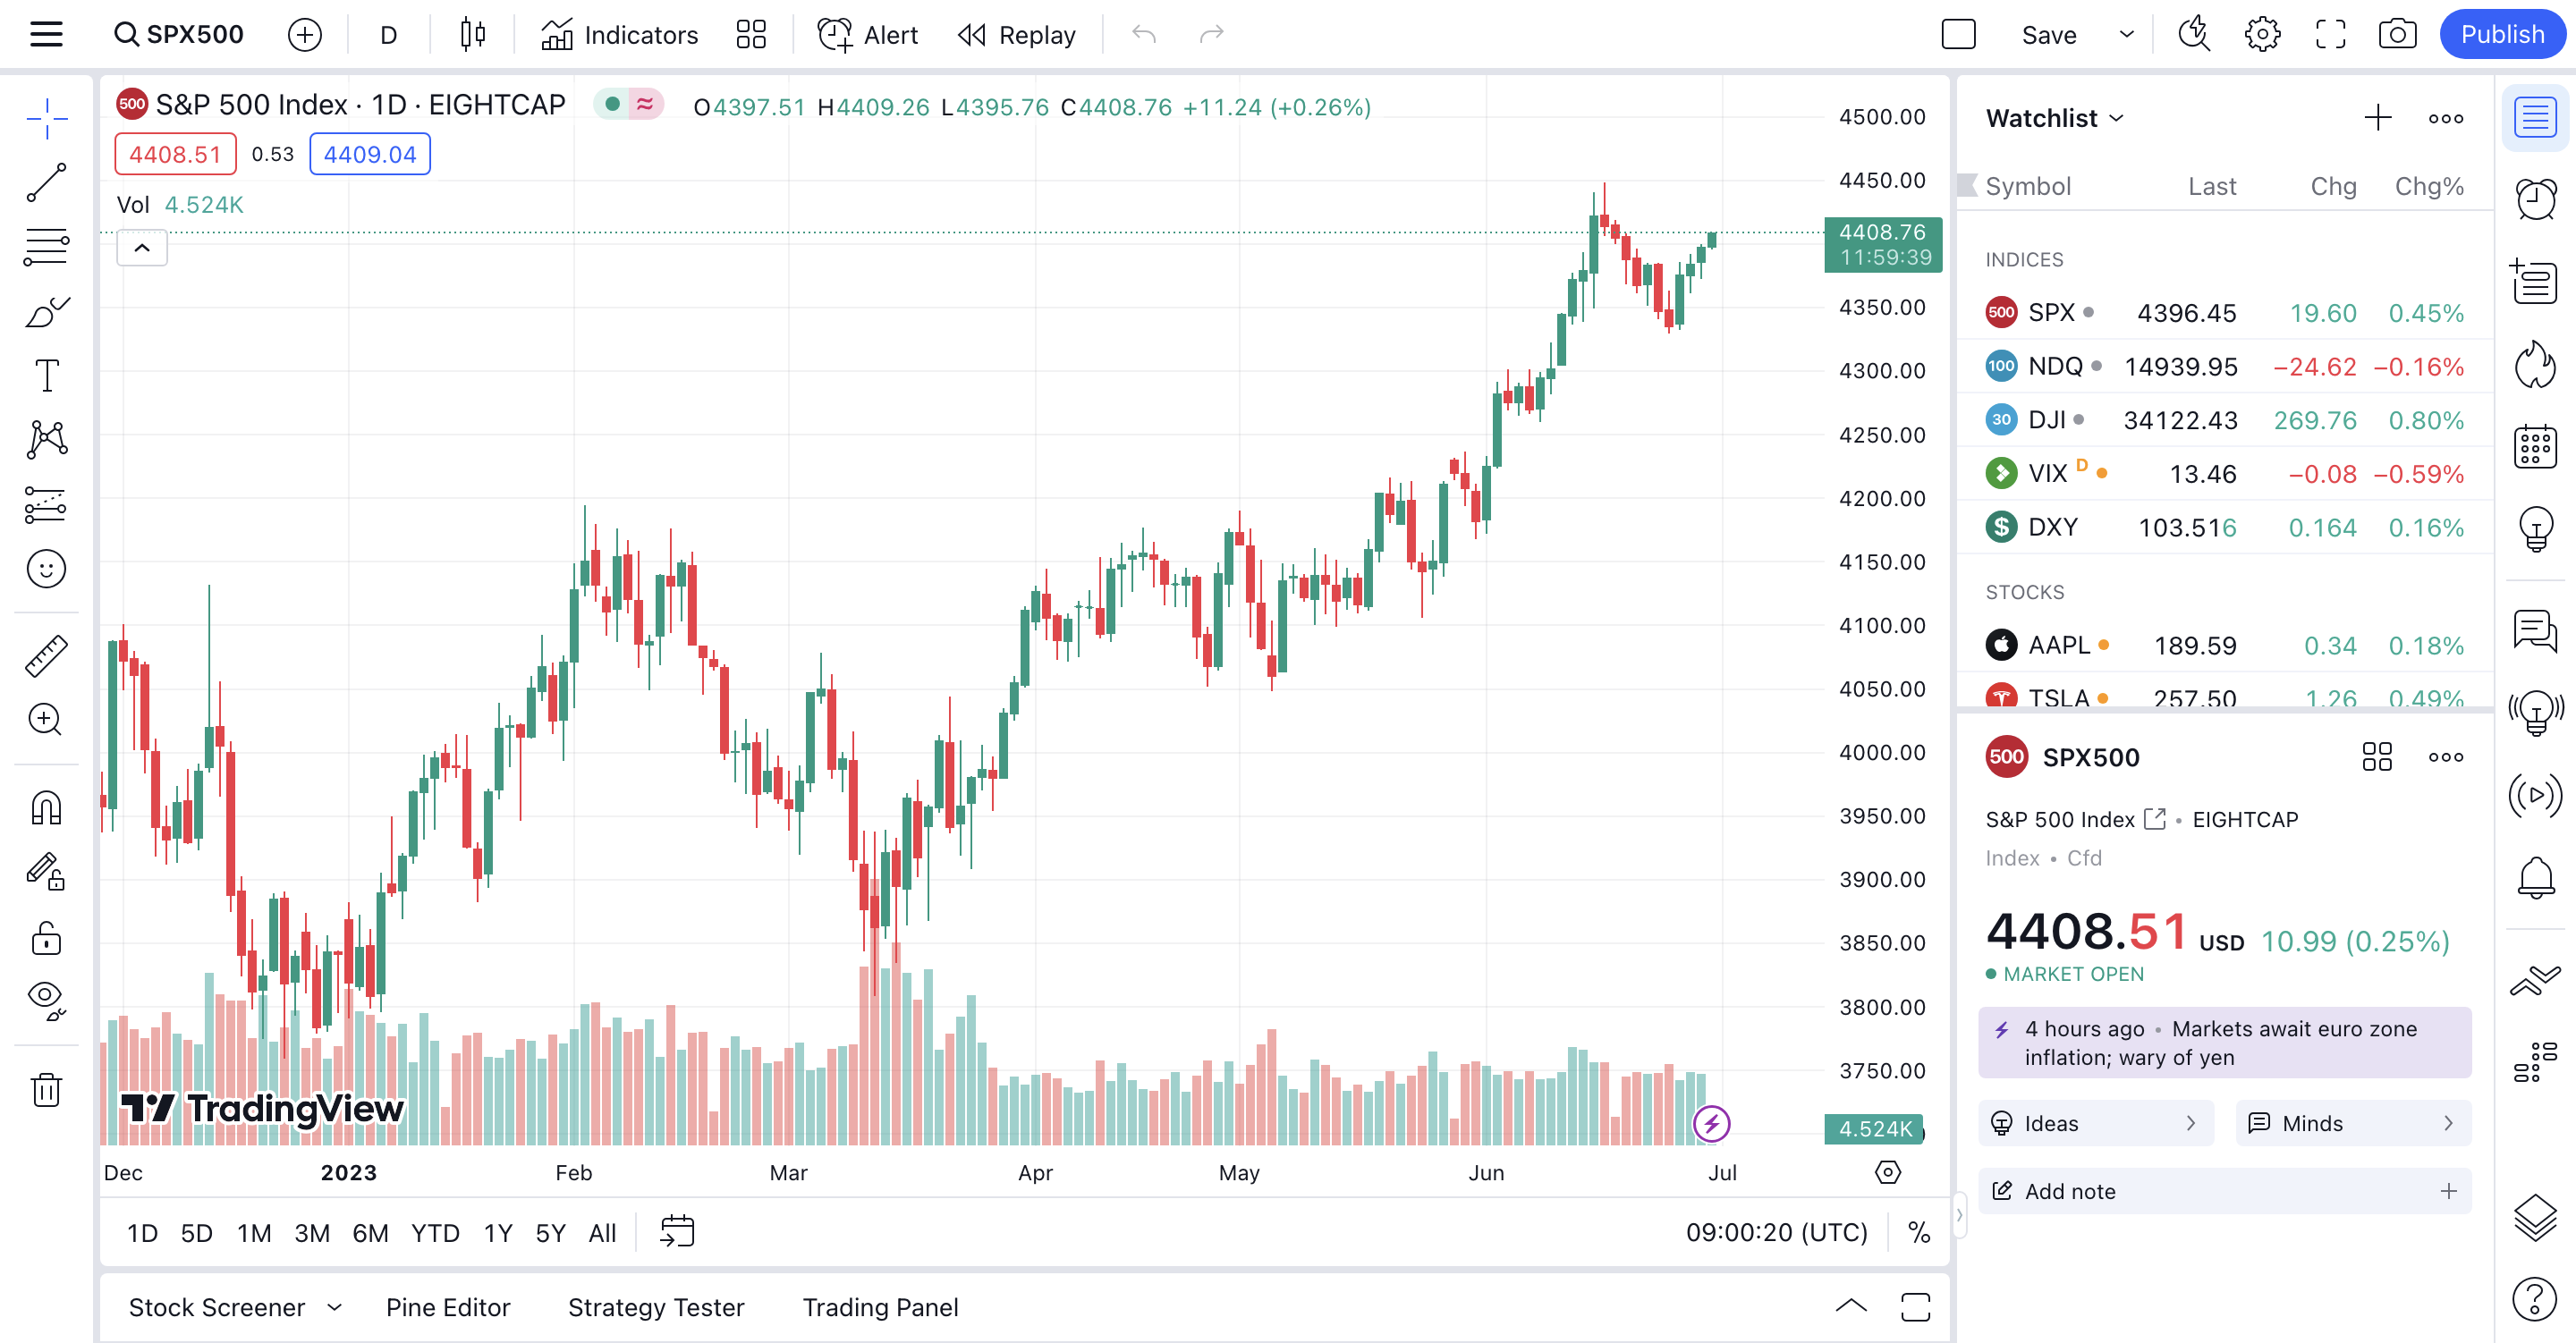 SPX500 D Indicators Alert Replay Save Publish
500 S&P 500 Index · 1D · EIGHTCAP ≈ O4397.51 H4409.26 L4395.76 C4408.76 +11.24 (+0.26%)
4408.51 0.53 4409.04
Vol 4.524K
4500.00
4450.00
4408.76
11:59:39
4350.00
4300.00
4250.00
4200.00
4150.00
4100.00
4050.00
4000.00
3950.00
3900.00
3850.00
3800.00
3750.00
4.524K
TradingView
Dec 2023 Feb Mar Apr May Jun Jul
1D 5D 1M 3M 6M YTD 1Y 5Y All 09:00:20 (UTC) %
Stock Screener Pine Editor Strategy Tester Trading Panel
Watchlist
Symbol Last Chg Chg%
INDICES
500 SPX 4396.45 19.60 0.45%
100 NDQ 14939.95 −24.62 −0.16%
30 DJI 34122.43 269.76 0.80%
VIX D 13.46 −0.08 −0.59%
$ DXY 103.516 0.164 0.16%
STOCKS
AAPL 189.59 0.34 0.18%
TSLA 257.50 1.26 0.49%
500 SPX500
S&P 500 Index • EIGHTCAP
Index • Cfd
4408.51 USD 10.99 (0.25%)
MARKET OPEN
4 hours ago • Markets await euro zone
inflation; wary of yen
Ideas Minds
Add note